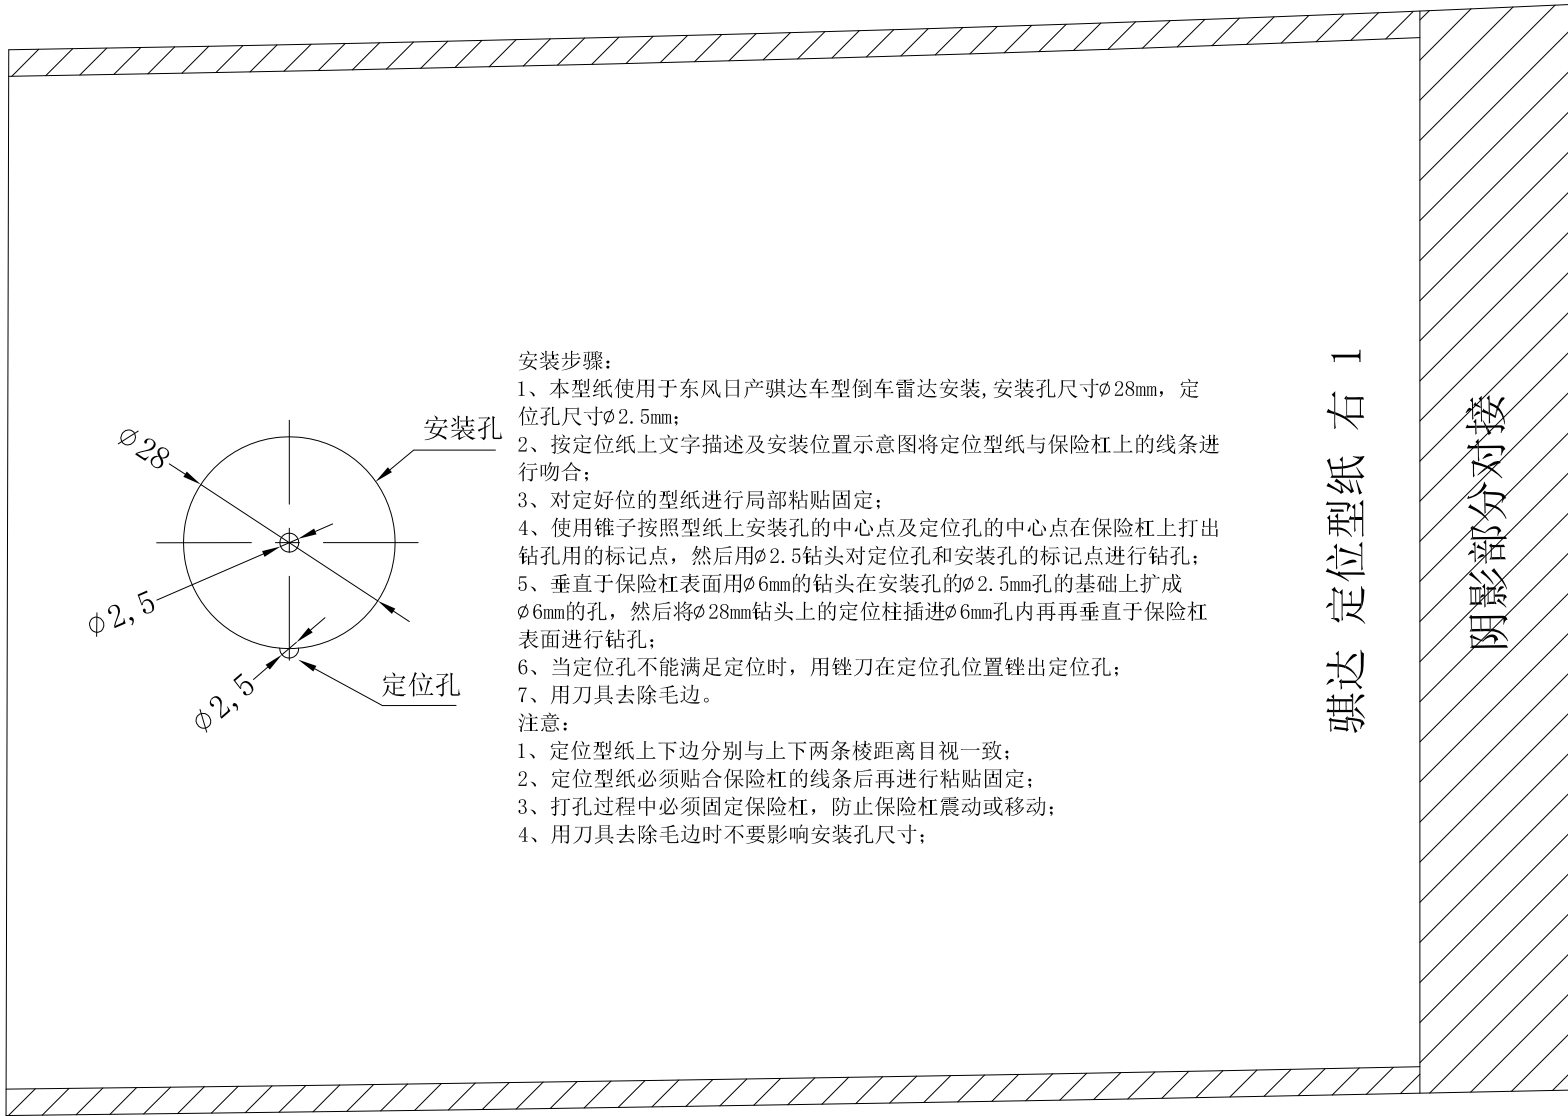 安装孔
∅28
∅2,5
∅2,5
定位孔
安装步骤：
1、本型纸使用于东风日产骐达车型倒车雷达安装,安装孔尺寸∅28mm，定
位孔尺寸∅2.5mm；
2、按定位纸上文字描述及安装位置示意图将定位型纸与保险杠上的线条进
行吻合；
3、对定好位的型纸进行局部粘贴固定；
4、使用锥子按照型纸上安装孔的中心点及定位孔的中心点在保险杠上打出
钻孔用的标记点，然后用∅2.5钻头对定位孔和安装孔的标记点进行钻孔；
5、垂直于保险杠表面用∅6mm的钻头在安装孔的∅2.5mm孔的基础上扩成
∅6mm的孔，然后将∅28mm钻头上的定位柱插进∅6mm孔内再再垂直于保险杠
表面进行钻孔；
6、当定位孔不能满足定位时，用锉刀在定位孔位置锉出定位孔；
7、用刀具去除毛边。
注意：
1、定位型纸上下边分别与上下两条棱距离目视一致；
2、定位型纸必须贴合保险杠的线条后再进行粘贴固定；
3、打孔过程中必须固定保险杠，防止保险杠震动或移动；
4、用刀具去除毛边时不要影响安装孔尺寸；
骐达 定位型纸 右 1
阴影部分对接